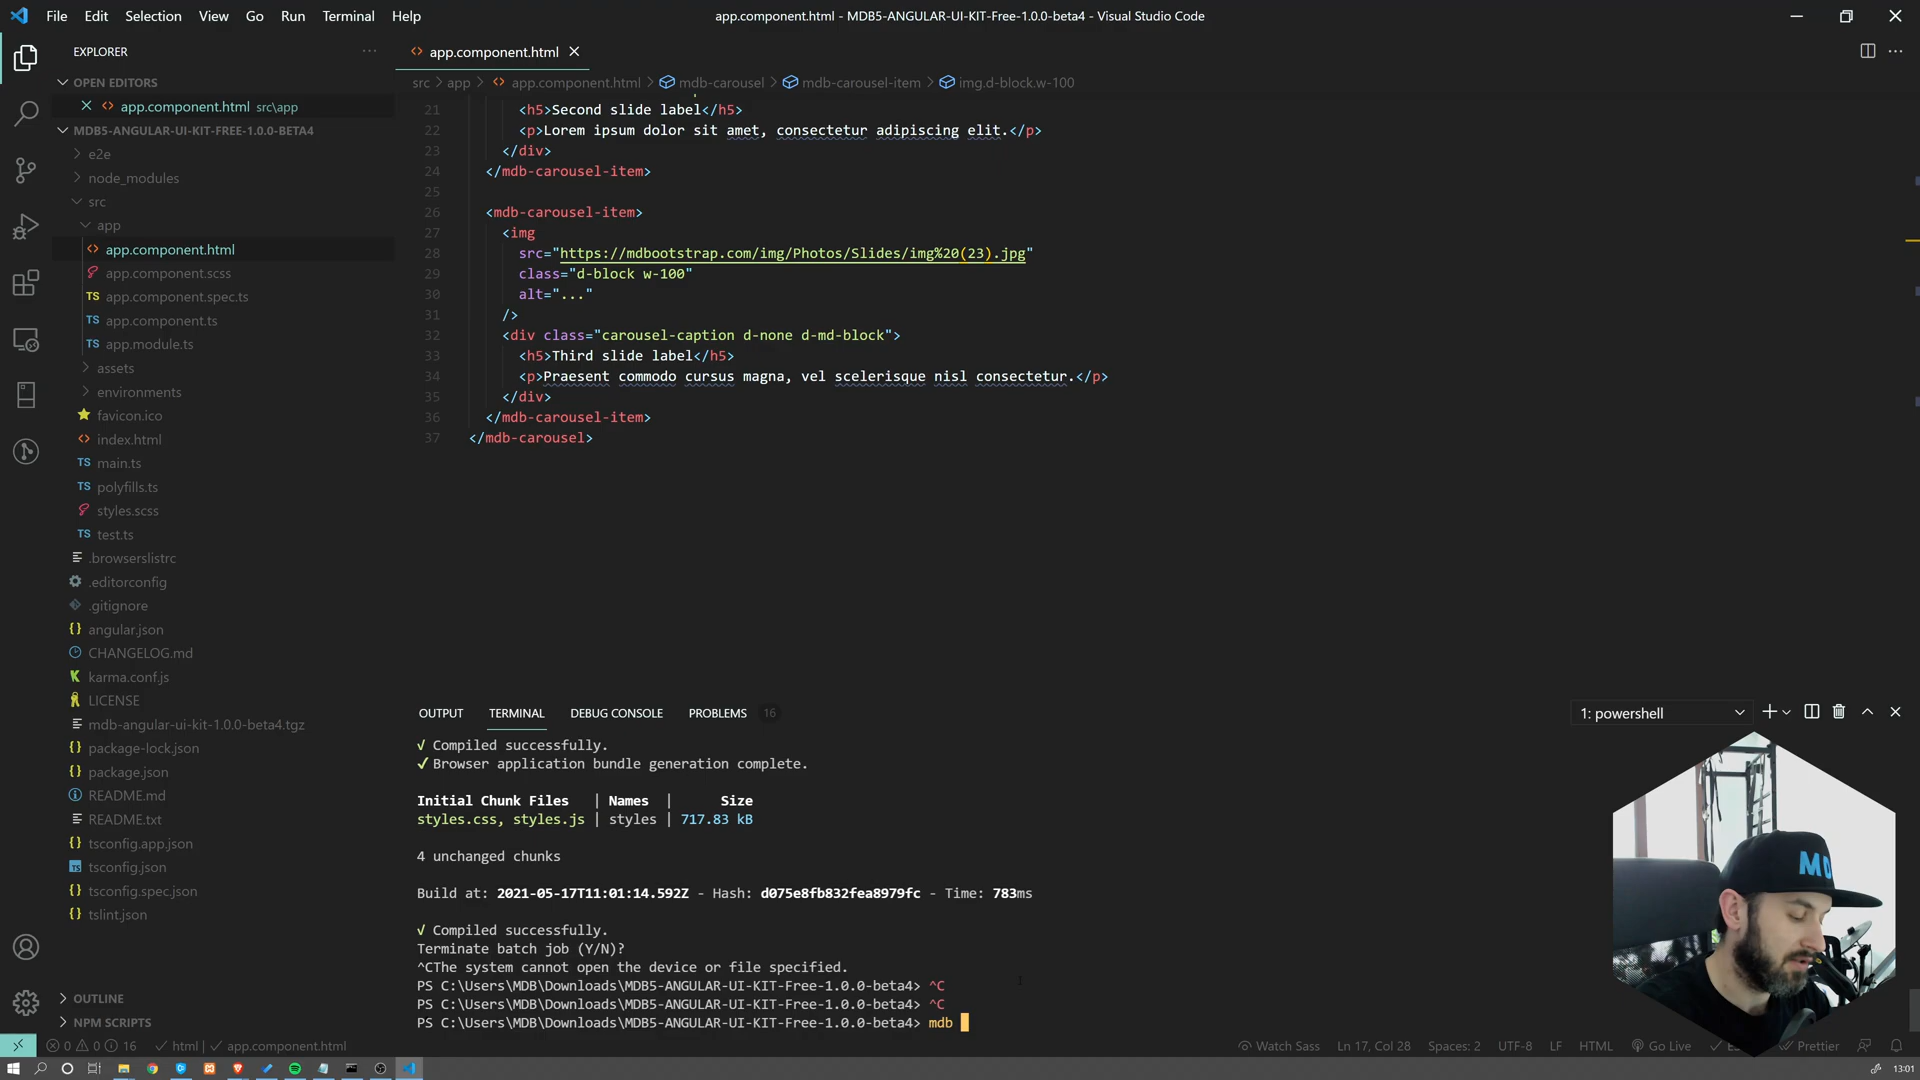 File Edit Selection View Go Run Terminal Help
app.component.html - MDB5-ANGULAR-UI-KIT-Free-1.0.0-beta4 - Visual Studio Code
EXPLORER
OPEN EDITORS
app.component.html src\app
MDB5-ANGULAR-UI-KIT-FREE-1.0.0-BETA4
e2e
node_modules
src
app
app.component.html
app.component.scss
TS app.component.spec.ts
TS app.component.ts
TS app.module.ts
assets
environments
favicon.ico
index.html
TS main.ts
TS polyfills.ts
styles.scss
TS test.ts
.browserslistrc
.editorconfig
.gitignore
angular.json
CHANGELOG.md
karma.conf.js
LICENSE
mdb-angular-ui-kit-1.0.0-beta4.tgz
package-lock.json
package.json
README.md
README.txt
tsconfig.app.json
tsconfig.json
tsconfig.spec.json
tslint.json
OUTLINE
NPM SCRIPTS
app.component.html
src > app > app.component.html > mdb-carousel > mdb-carousel-item > img.d-block.w-100
21 <h5>Second slide label</h5>
22 <p>Lorem ipsum dolor sit amet, consectetur adipiscing elit.</p>
23 </div>
24 </mdb-carousel-item>
25
26 <mdb-carousel-item>
27 <img
28 src="https://mdbootstrap.com/img/Photos/Slides/img%20(23).jpg"
29 class="d-block w-100"
30 alt="..."
31 />
32 <div class="carousel-caption d-none d-md-block">
33 <h5>Third slide label</h5>
34 <p>Praesent commodo cursus magna, vel scelerisque nisl consectetur.</p>
35 </div>
36 </mdb-carousel-item>
37 </mdb-carousel>
OUTPUT TERMINAL DEBUG CONSOLE PROBLEMS 16
1: powershell
√ Compiled successfully.
✓ Browser application bundle generation complete.
Initial Chunk Files | Names | Size
styles.css, styles.js | styles | 717.83 kB
4 unchanged chunks
Build at: 2021-05-17T11:01:14.592Z - Hash: d075e8fb832fea8979fc - Time: 783ms
√ Compiled successfully.
Terminate batch job (Y/N)?
^CThe system cannot open the device or file specified.
PS C:\Users\MDB\Downloads\MDB5-ANGULAR-UI-KIT-Free-1.0.0-beta4> ^C
PS C:\Users\MDB\Downloads\MDB5-ANGULAR-UI-KIT-Free-1.0.0-beta4> ^C
PS C:\Users\MDB\Downloads\MDB5-ANGULAR-UI-KIT-Free-1.0.0-beta4> mdb
MD
0 0 16 html | app.component.html
Watch Sass Ln 17, Col 28 Spaces: 2 UTF-8 LF HTML Go Live Prettier
13:01